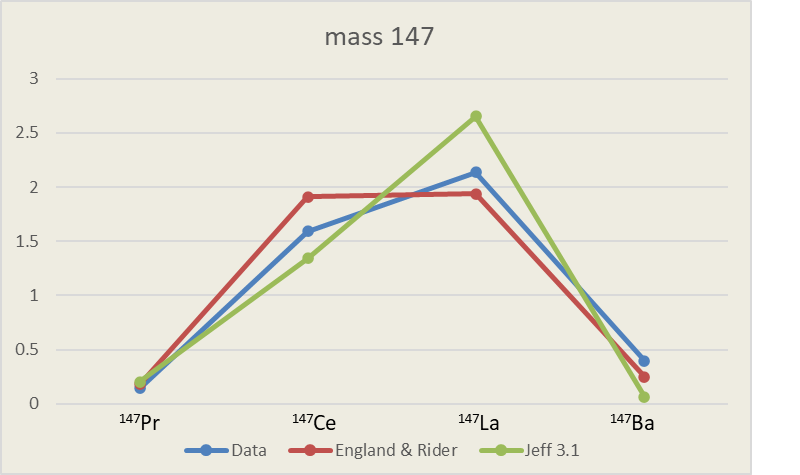 mass 147
3
2.5
2
1.5
1
0.5
0
¹⁴⁷Pr ¹⁴⁷Ce ¹⁴⁷La ¹⁴⁷Ba
Data England & Rider Jeff 3.1